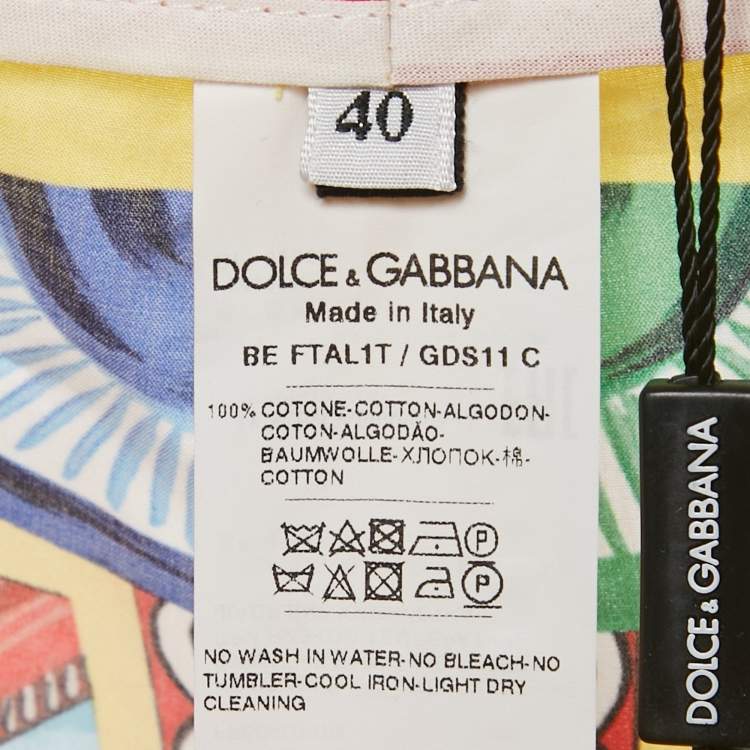 40
DOLCE & GABBANA
Made in Italy
BE FTAL1T / GDS11 C
100% COTONE-COTTON-ALGODON-
COTON-ALGODÃO-
BAUMWOLLE-ХЛОПОК-棉-
COTTON
P
P
NO WASH IN WATER-NO BLEACH-NO
TUMBLER-COOL IRON-LIGHT DRY
CLEANING
DOLCE & GABBANA